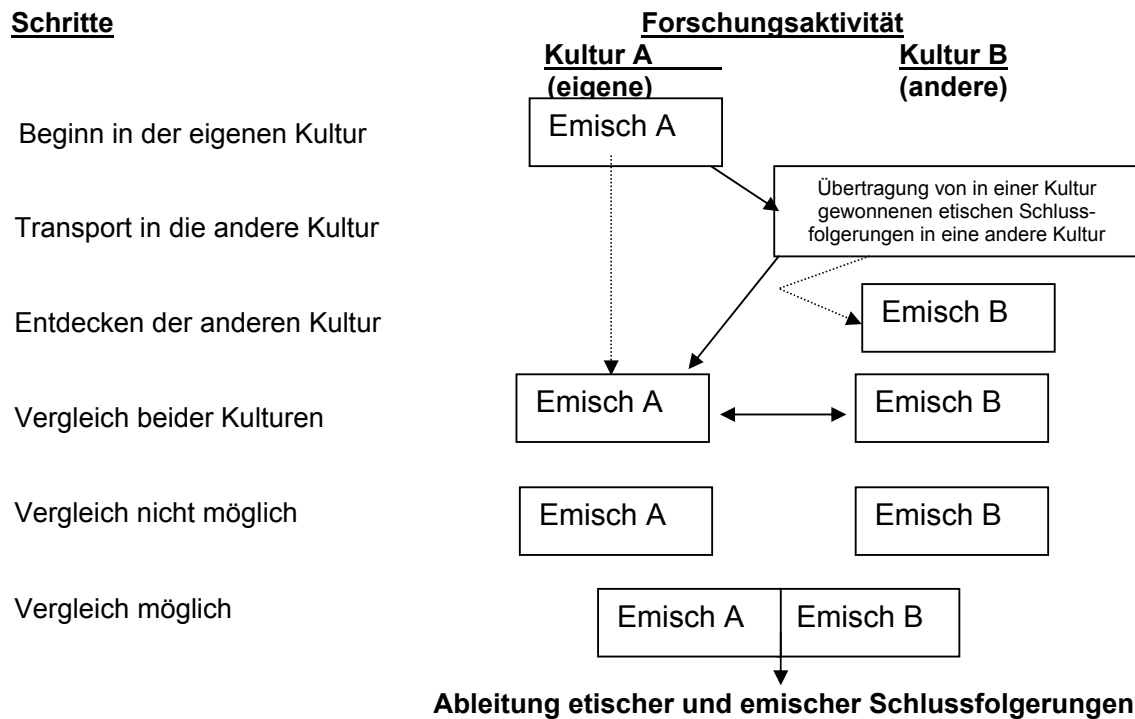 Schritte
Forschungsaktivität
Kultur A
Kultur B
(eigene)
(andere)
Beginn in der eigenen Kultur
Emisch A
Übertragung von in einer Kultur
gewonnenen etischen Schluss-
folgerungen in eine andere Kultur
Transport in die andere Kultur
Entdecken der anderen Kultur
Emisch B
Vergleich beider Kulturen
Emisch A
Emisch B
Vergleich nicht möglich
Emisch A
Emisch B
Vergleich möglich
Emisch A
Emisch B
Ableitung etischer und emischer Schlussfolgerungen